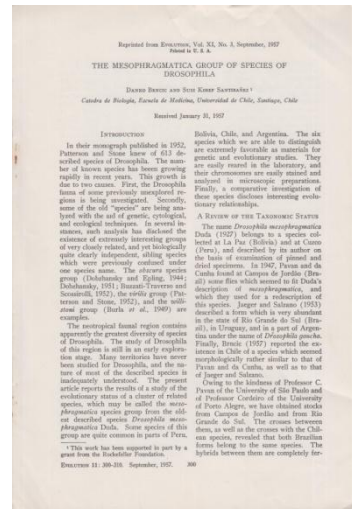 Reprinted from EVOLUTION, Vol. XI, No. 3, September, 1957
Printed in U. S. A.
THE MESOPHRAGMATICA GROUP OF SPECIES OF
DROSOPHILA
DANKO BRNCIC AND SUSI KOREF SANTIBAÑEZ ¹
Catedra de Biología, Escuela de Medicina, Universidad de Chile, Santiago, Chile
Received January 21, 1957
INTRODUCTION
In their monograph published in 1952,
Patterson and Stone knew of 613 de-
scribed species of Drosophila. The num-
ber of known species has been growing
rapidly in recent years. This growth is
due to two causes. First, the Drosophila
fauna of some previously unexplored re-
gions is being investigated. Secondly,
some of the old "species" are being ana-
lyzed with the aid of genetic, cytological,
and ecological techniques. In several in-
stances, such analysis has disclosed the
existence of extremely interesting groups
of very closely related, and yet biologically
quite clearly independent, sibling species
which were previously confused under
one species name. The obscura species
group (Dobzhansky and Epling, 1944;
Dobzhansky, 1951; Buzzati-Traverso and
Scossiroli, 1952), the virilis group (Pat-
terson and Stone, 1952), and the willi-
stoni group (Burla et al., 1949) are
examples.
The neotropical faunal region contains
apparently the greatest diversity of species
of Drosophila. The study of Drosophila
of this region is still in an early explora-
tion stage. Many territories have never
been studied for Drosophila, and the na-
ture of most of the described species is
inadequately understood. The present
article reports the results of a study of the
evolutionary status of a cluster of related
species, which may be called the meso-
phragmatica species group from the old-
est described species Drosophila meso-
phragmatica Duda. Some species of this
group are quite common in parts of Peru,
¹ This work has been supported in part by a
grant from the Rockefeller Foundation.
EVOLUTION 11: 300–310. September, 1957.
300
Bolivia, Chile, and Argentina. The six
species which we are able to distinguish
are extremely favorable as materials for
genetic and evolutionary studies. They
are easily reared in the laboratory, and
their chromosomes are easily stained and
analyzed in microscopic preparations.
Finally, a comparative investigation of
these species discloses interesting evolu-
tionary relationships.
A REVIEW OF THE TAXONOMIC STATUS
The name Drosophila mesophragmatica
Duda (1927) belongs to a species col-
lected at La Paz (Bolivia) and at Cuzco
(Peru), and described by its author on
the basis of examination of pinned and
dried specimens. In 1947, Pavan and da
Cunha found at Campos do Jordão (Bra-
sil) some flies which seemed to fit Duda's
description of mesophragmatica, and
which they used for a redescription of
this species. Jaeger and Salzano (1953)
described a form which is very abundant
in the state of Rio Grande do Sul (Bra-
sil), in Uruguay, and in a part of Argen-
tina under the name of Drosophila gaucha.
Finally, Brncic (1957) reported the ex-
istence in Chile of a species which seemed
morphologically rather similar to that of
Pavan and da Cunha, as well as to that
of Jaeger and Salzano.
Owing to the kindness of Professor C.
Pavan of the University of São Paulo and
of Professor Cordeiro of the University
of Porto Alegre, we have obtained stocks
from Campos do Jordão and from Rio
Grande do Sul. The crosses between
them, as well as the crosses with the Chil-
ean species, revealed that both Brazilian
forms belong to the same species. The
hybrids between them are completely fer-